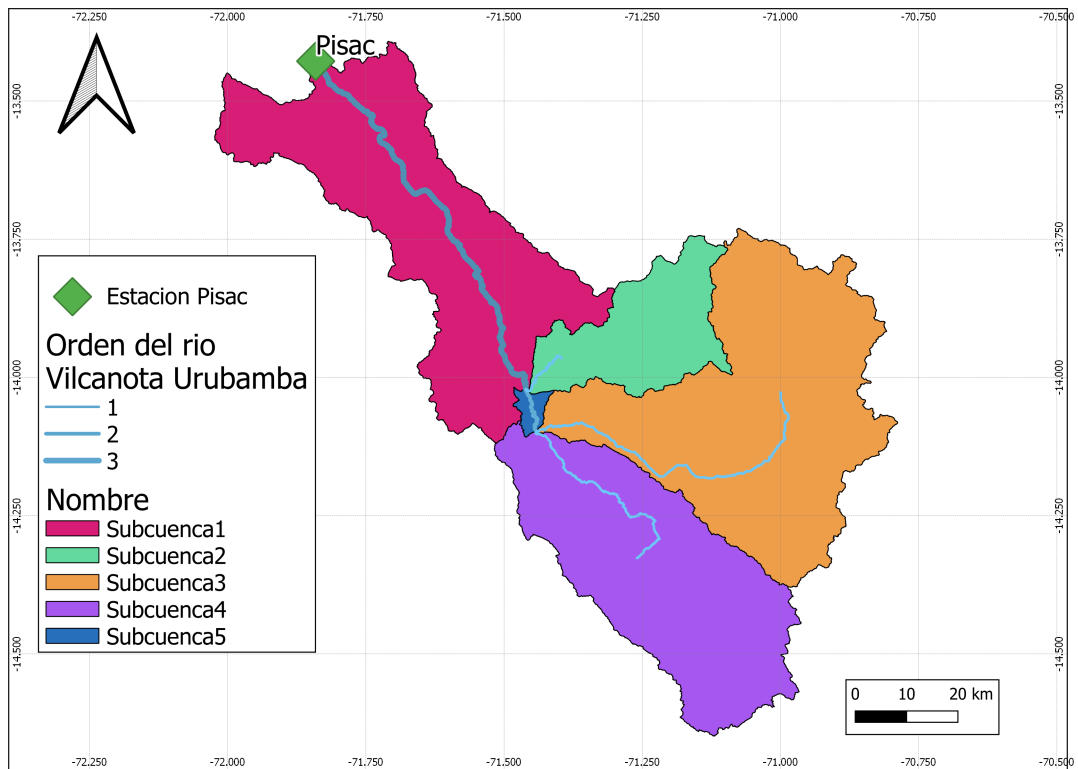 -72.250 -72.000 -71.750 -71.500 -71.250 -71.000 -70.750 -70.500
Pisac
-13.500 -13.500
-13.750 -13.750
Estacion Pisac
Orden del rio
Vilcanota Urubamba
1
2
3
-14.000 -14.000
Nombre
Subcuenca1
Subcuenca2
Subcuenca3
Subcuenca4
Subcuenca5
-14.250 -14.250
-14.500 -14.500
0 10 20 km
-72.250 -72.000 -71.750 -71.500 -71.250 -71.000 -70.750 -70.500